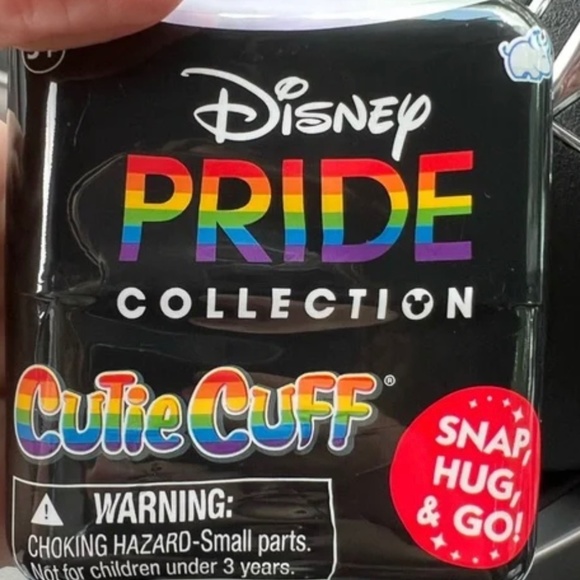 Disney
PRIDE
COLLECTION
CUTIE CUFF®
SNAP,
HUG,
& GO!
WARNING:
CHOKING HAZARD-Small parts.
Not for children under 3 years.